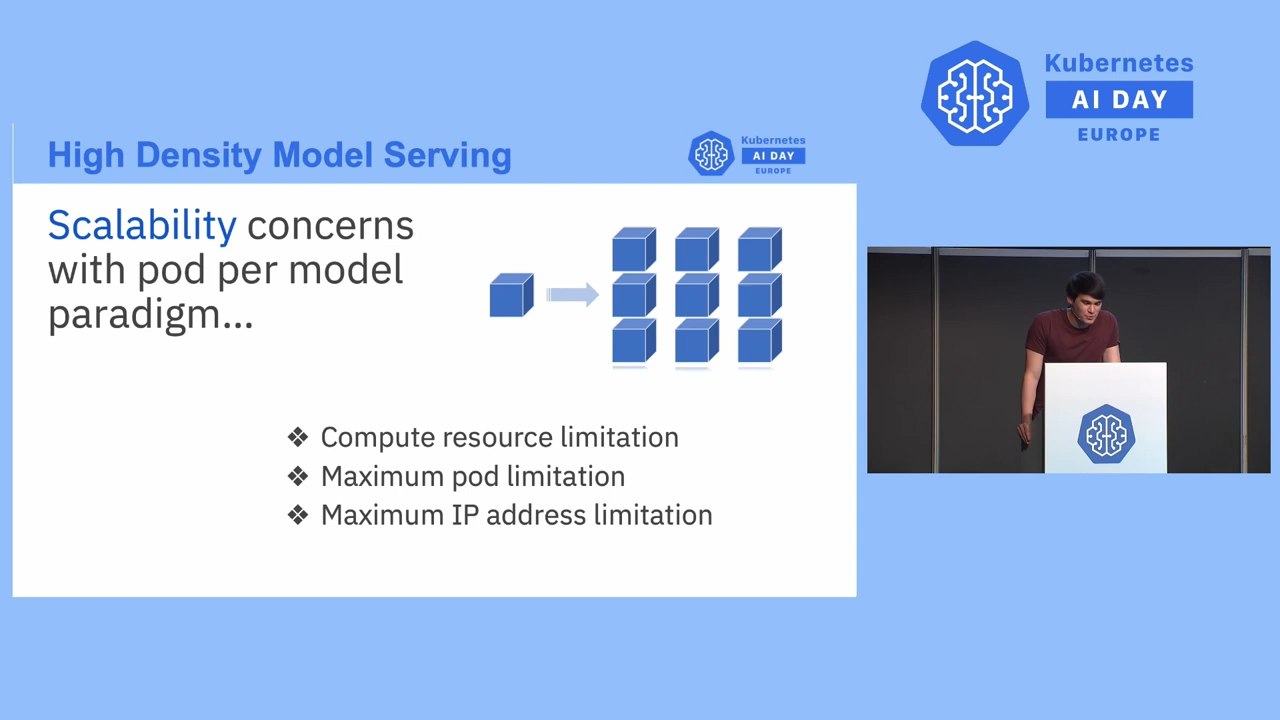 Kubernetes
AI DAY
EUROPE
High Density Model Serving
Kubernetes
AI DAY
EUROPE
Scalability concerns
with pod per model
paradigm...
❖ Compute resource limitation
❖ Maximum pod limitation
❖ Maximum IP address limitation